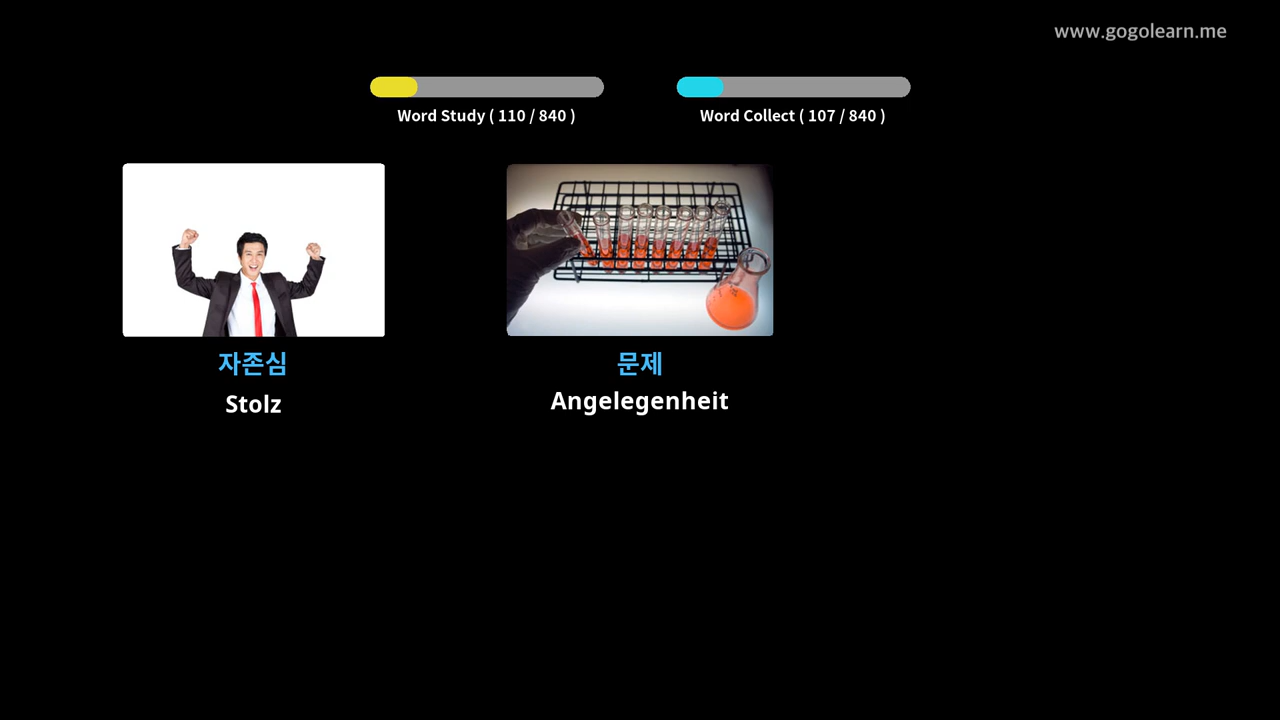 www.gogolearn.me
Word Study ( 110 / 840 )
Word Collect ( 107 / 840 )
자존심
Stolz
문제
Angelegenheit